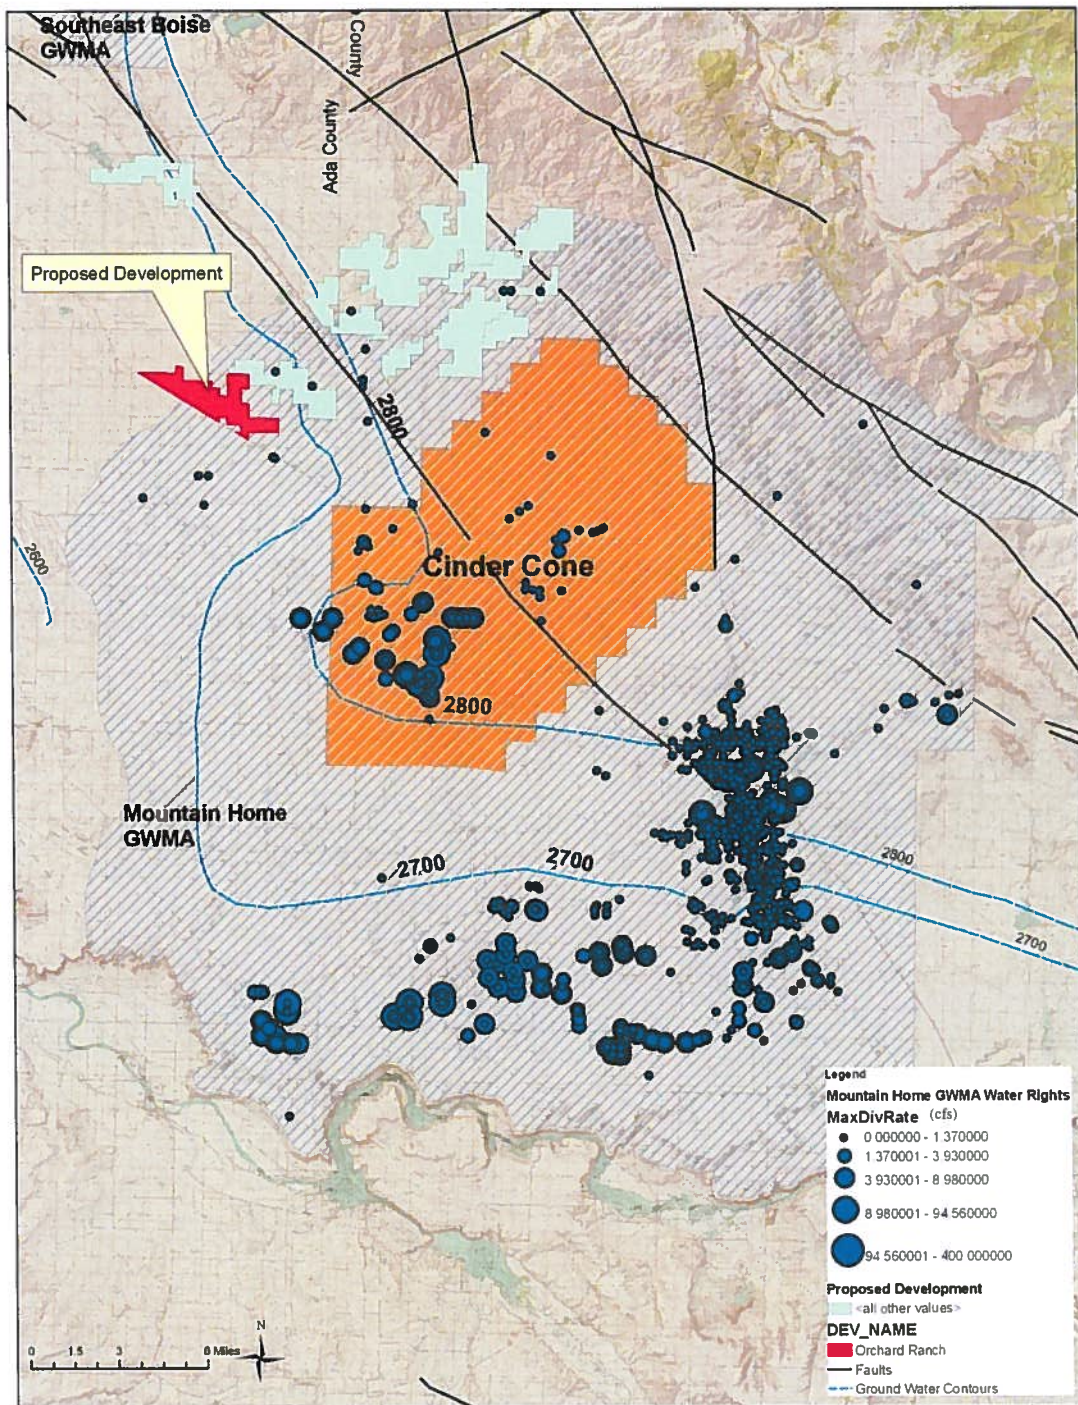 Southeast Boise
GWMA
County
Ada County
1
Proposed Development
2800
2600
Cinder Cone
2800
Mountain Home
GWMA
2700
2700
2800
2700
Legend
Mountain Home GWMA Water Rights
MaxDivRate (cfs)
0 000000 - 1 370000
1 370001 - 3 930000
3 930001 - 8 980000
8 980001 - 94 560000
94 560001 - 400 000000
Proposed Development
<all other values>
DEV_NAME
Orchard Ranch
Faults
Ground Water Contours
N
0 1.5 3 6 Miles